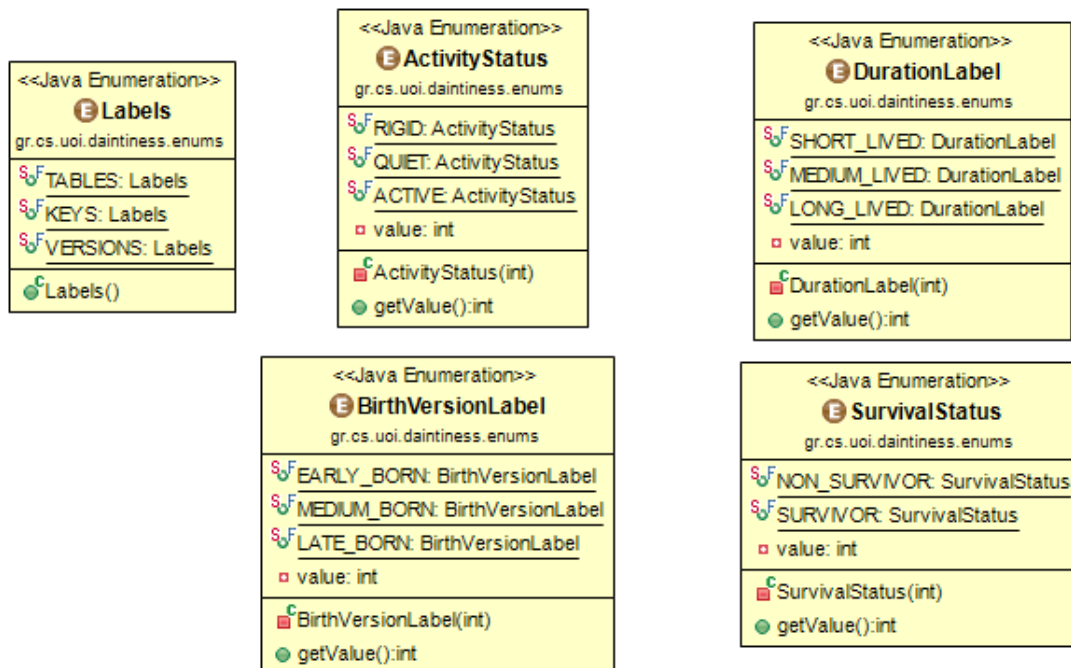 <<Java Enumeration>>
Labels
gr.cs.uoi.daintiness.enums
TABLES: Labels
KEYS: Labels
VERSIONS: Labels
Labels()
<<Java Enumeration>>
ActivityStatus
gr.cs.uoi.daintiness.enums
RIGID: ActivityStatus
QUIET: ActivityStatus
ACTIVE: ActivityStatus
value: int
ActivityStatus(int)
getValue():int
<<Java Enumeration>>
DurationLabel
gr.cs.uoi.daintiness.enums
SHORT_LIVED: DurationLabel
MEDIUM_LIVED: DurationLabel
LONG_LIVED: DurationLabel
value: int
DurationLabel(int)
getValue():int
<<Java Enumeration>>
BirthVersionLabel
gr.cs.uoi.daintiness.enums
EARLY_BORN: BirthVersionLabel
MEDIUM_BORN: BirthVersionLabel
LATE_BORN: BirthVersionLabel
value: int
BirthVersionLabel(int)
getValue():int
<<Java Enumeration>>
SurvivalStatus
gr.cs.uoi.daintiness.enums
NON_SURVIVOR: SurvivalStatus
SURVIVOR: SurvivalStatus
value: int
SurvivalStatus(int)
getValue():int